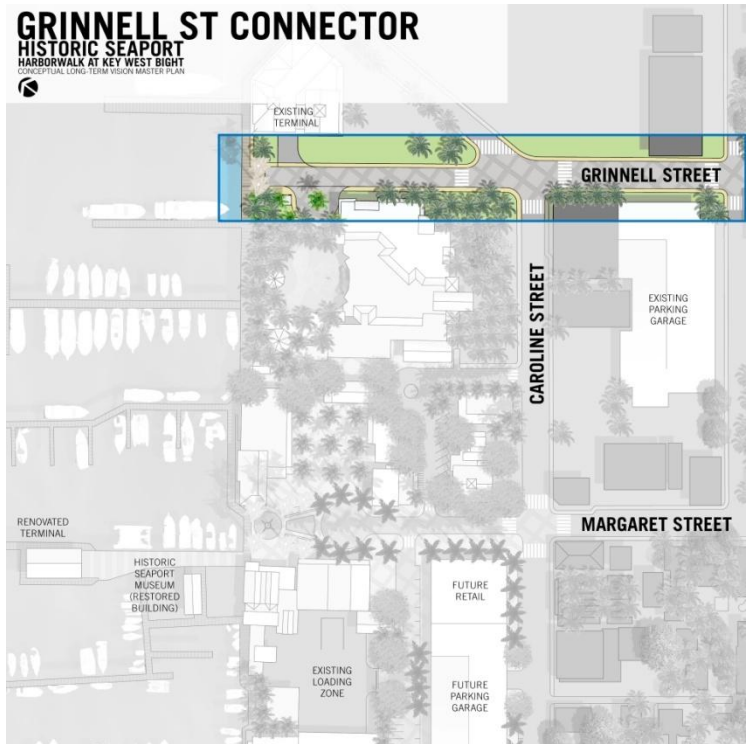 GRINNELL ST CONNECTOR
HISTORIC SEAPORT
HARBORWALK AT KEY WEST BIGHT
CONCEPTUAL LONG-TERM VISION MASTER PLAN
EXISTING
TERMINAL
GRINNELL STREET
CAROLINE STREET
EXISTING
PARKING
GARAGE
MARGARET STREET
RENOVATED
TERMINAL
HISTORIC
SEAPORT
MUSEUM
(RESTORED
BUILDING)
FUTURE
RETAIL
EXISTING
LOADING
ZONE
FUTURE
PARKING
GARAGE